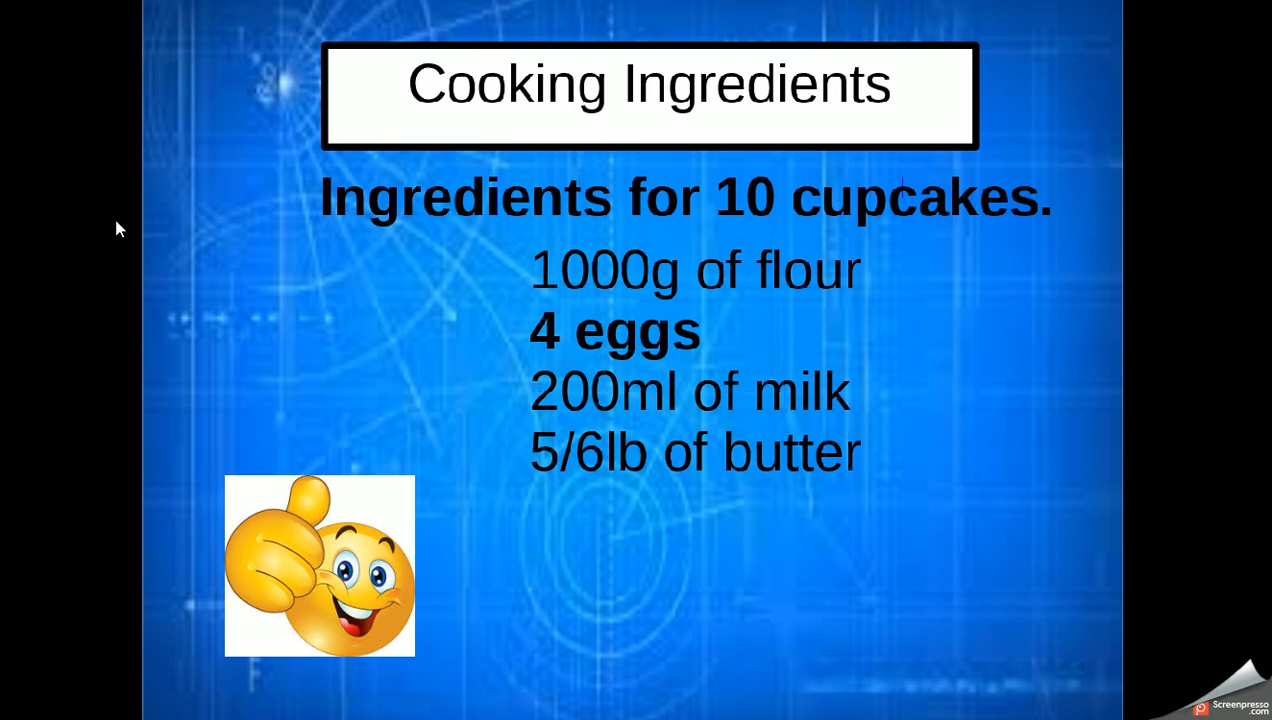 Cooking Ingredients
Ingredients for 10 cupcakes.
1000g of flour
4 eggs
200ml of milk
5/6lb of butter
F
Screenpresso
.com